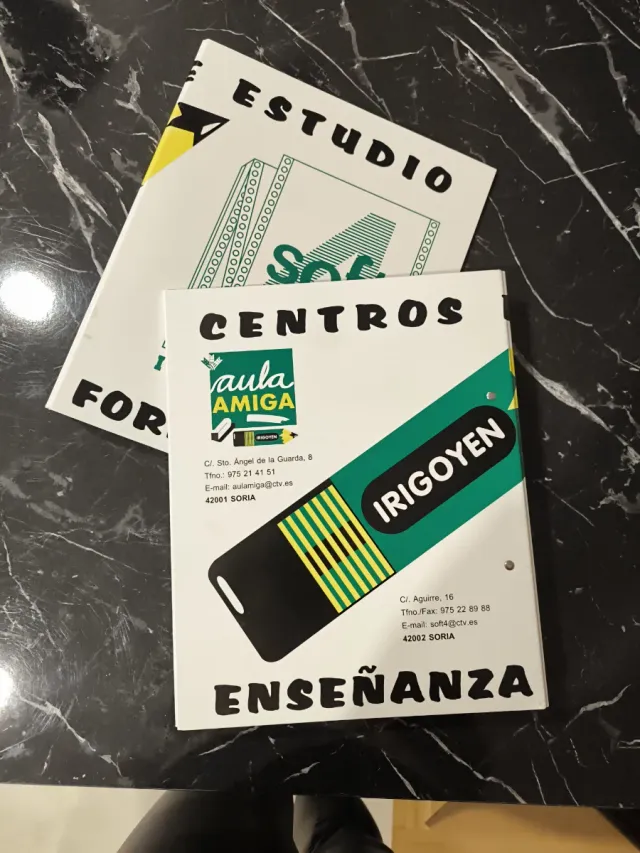 ESTUDIO
CENTROS
aula
AMIGA
IRIGOYEN
C/. Sto. Ángel de la Guarda, 8
Tfno.: 975 21 41 51
E-mail: aulamiga@ctv.es
42001 SORIA
IRIGOYEN
C/. Aguirre, 16
Tfno./Fax: 975 22 89 88
E-mail: soft4@ctv.es
42002 SORIA
ENSEÑANZA